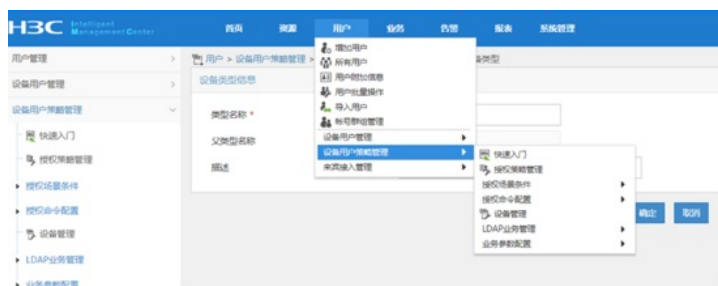 H3C Intelligent Management Center
首页 资源 用户 业务 告警 报表 系统管理
用户管理
设备用户管理
设备用户策略管理
快速入门
授权策略管理
授权场景条件
授权命令配置
设备管理
LDAP业务管理
业务参数配置
用户 > 设备用户策略管理 >
类型
设备类型信息
类型名称 *
父类型名称
描述
增加用户
所有用户
用户附加信息
用户批量操作
导入用户
帐号群组管理
设备用户管理
设备用户策略管理
来宾接入管理
快速入门
授权策略管理
授权场景条件
授权命令配置
设备管理
LDAP业务管理
业务参数配置
确定 取消